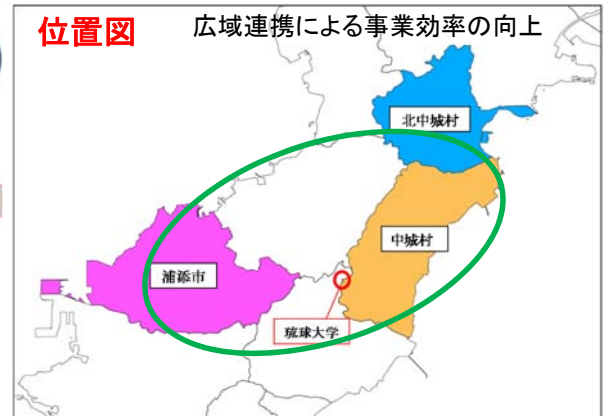 位置図
広域連携による事業効率の向上
北中城村
中城村
浦添市
琉球大学